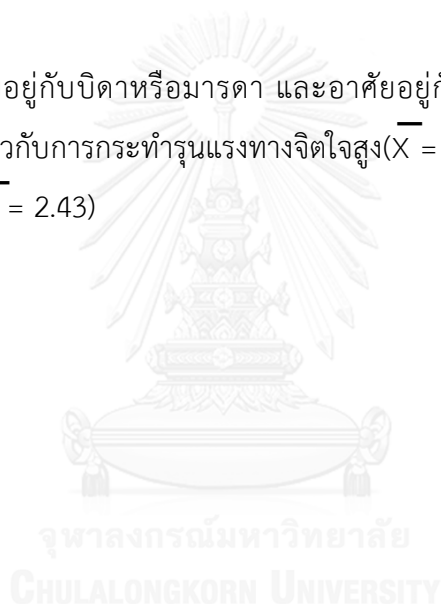 อยู่กับบิดาหรือมารดา และอาศัยอยู่
วกับการกระทำรุนแรงทางจิตใจสูง(X̅ =
= 2.43)
จุฬาลงกรณ์มหาวิทยาลัย
CHULALONGKORN UNIVERSITY